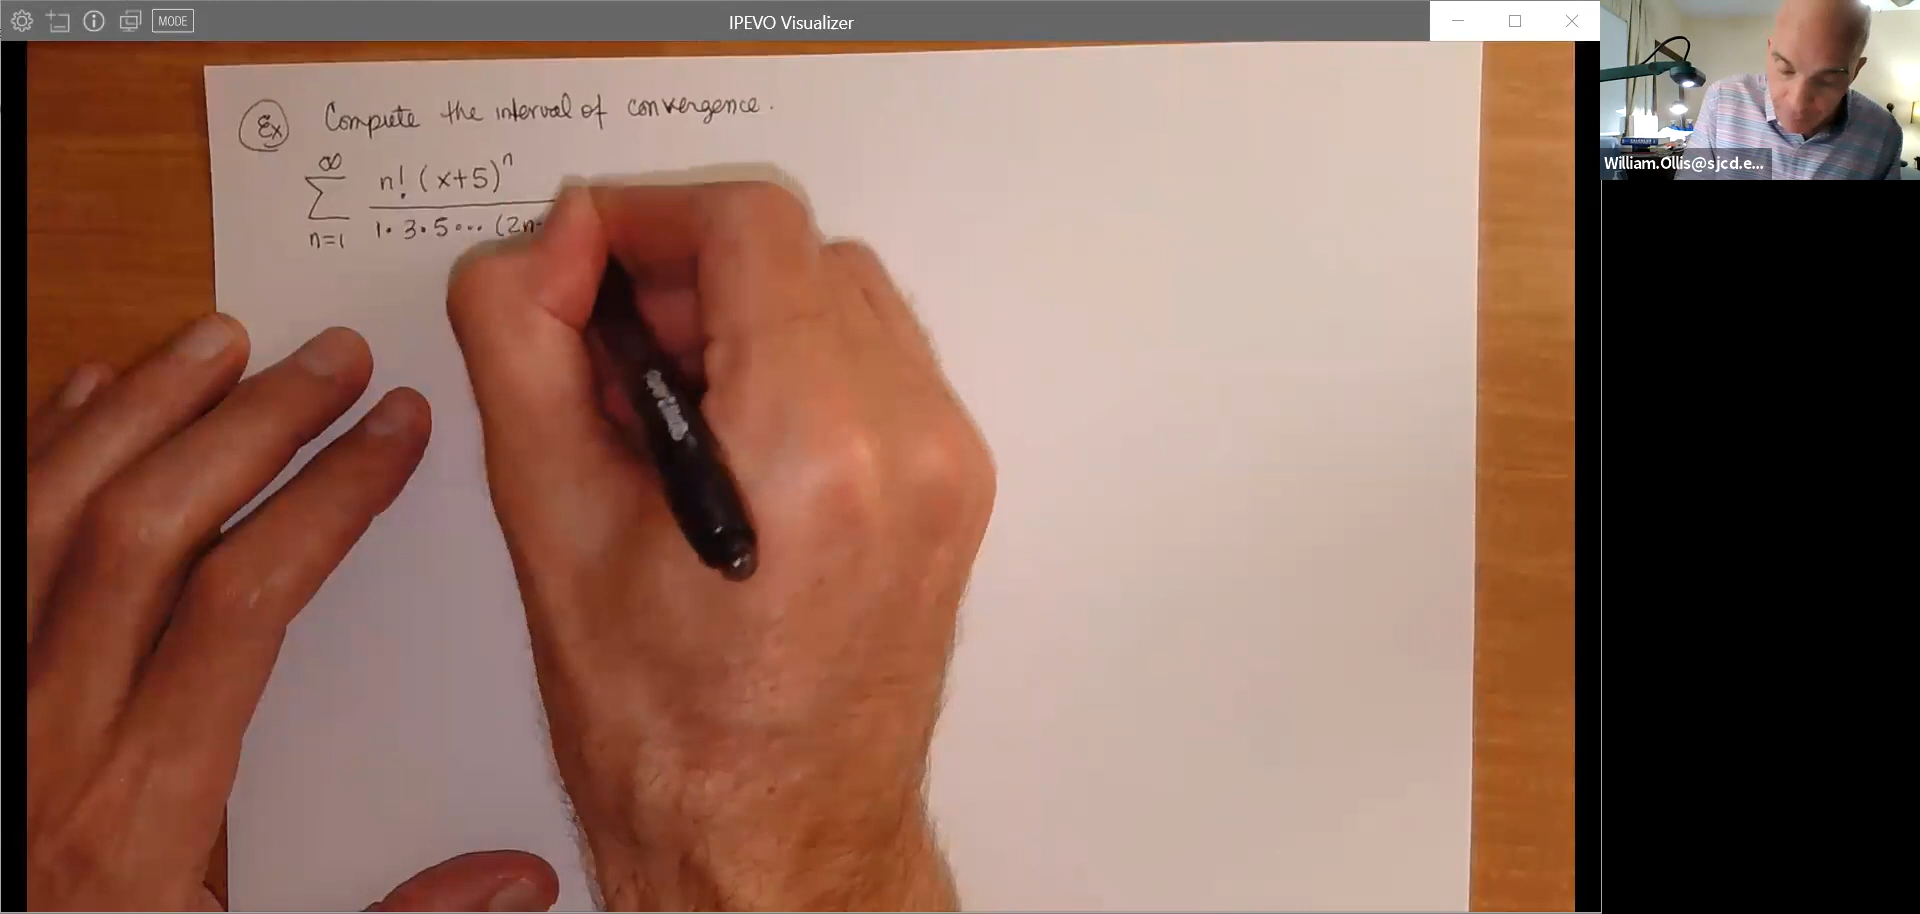 MODE
IPEVO Visualizer
Ex Compute the interval of convergence.
∞
n! (x+5)^n
Σ
1·3·5··· (2n-
n=1
William.Ollis@sjcd.e...